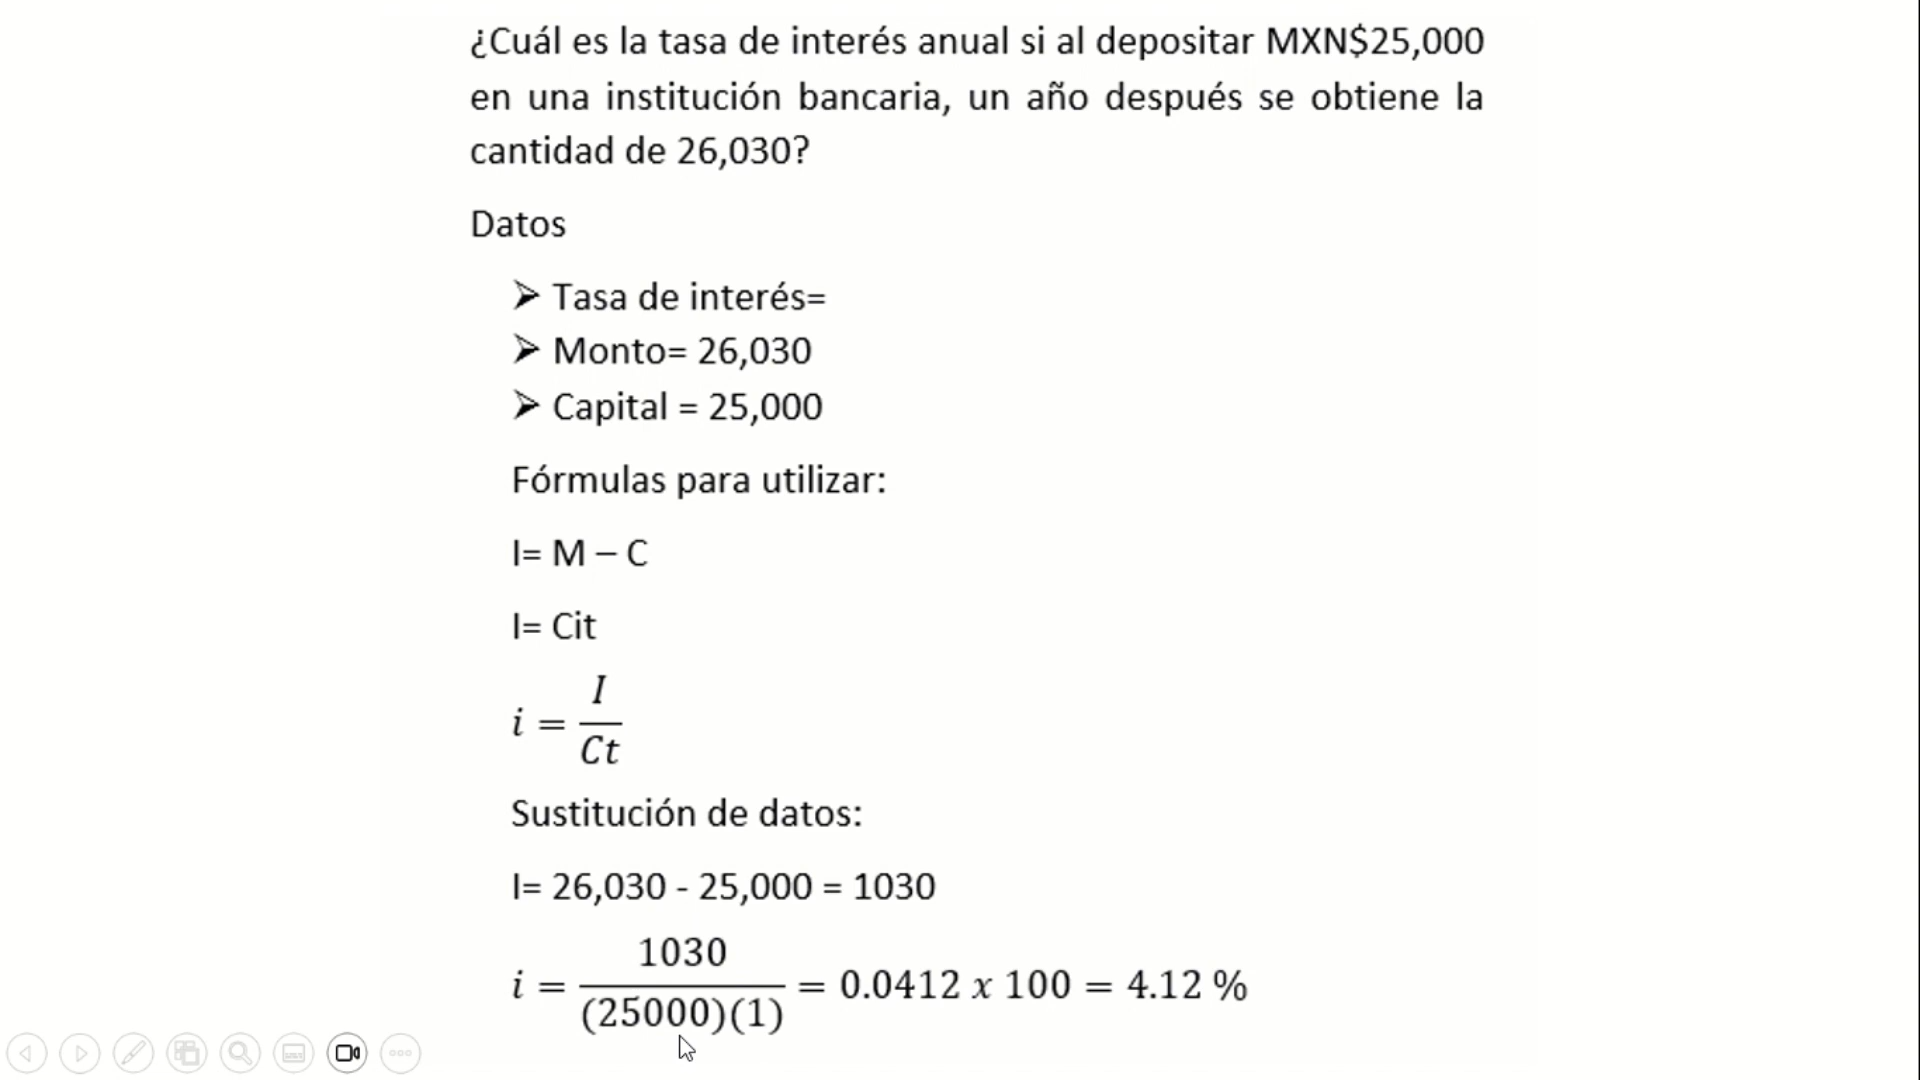 ¿Cuál es la tasa de interés anual si al depositar MXN$25,000
en una institución bancaria, un año después se obtiene la
cantidad de 26,030?
Datos
➢ Tasa de interés=
➢ Monto= 26,030
➢ Capital = 25,000
Fórmulas para utilizar:
I= M – C
I= Cit
i = I / Ct
Sustitución de datos:
I= 26,030 - 25,000 = 1030
i = 1030 / (25000)(1) = 0.0412 x 100 = 4.12 %